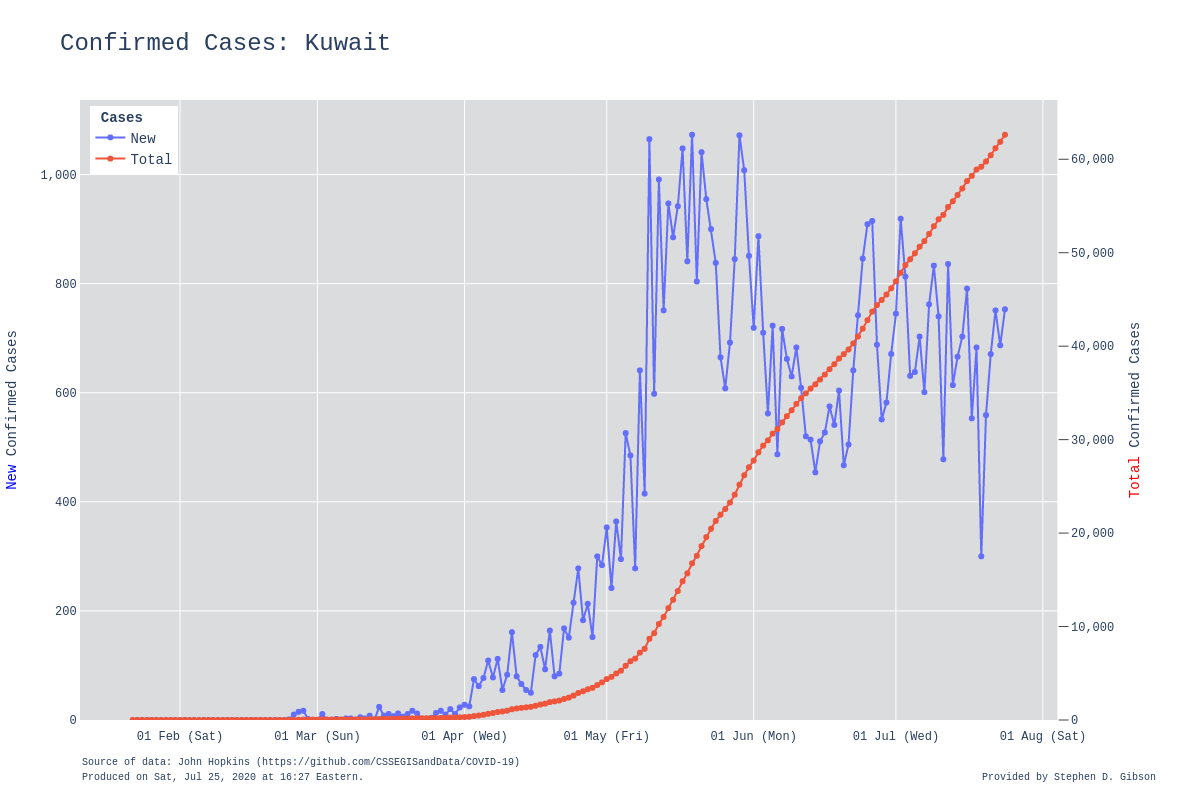 Confirmed Cases: Kuwait
Cases
New
Total
1,000
800
600
400
200
0
60,000
50,000
40,000
30,000
20,000
10,000
0
New Confirmed Cases
Total Confirmed Cases
01 Feb (Sat) 01 Mar (Sun) 01 Apr (Wed) 01 May (Fri) 01 Jun (Mon) 01 Jul (Wed) 01 Aug (Sat)
Source of data: John Hopkins (https://github.com/CSSEGISandData/COVID-19)
Produced on Sat, Jul 25, 2020 at 16:27 Eastern.
Provided by Stephen D. Gibson